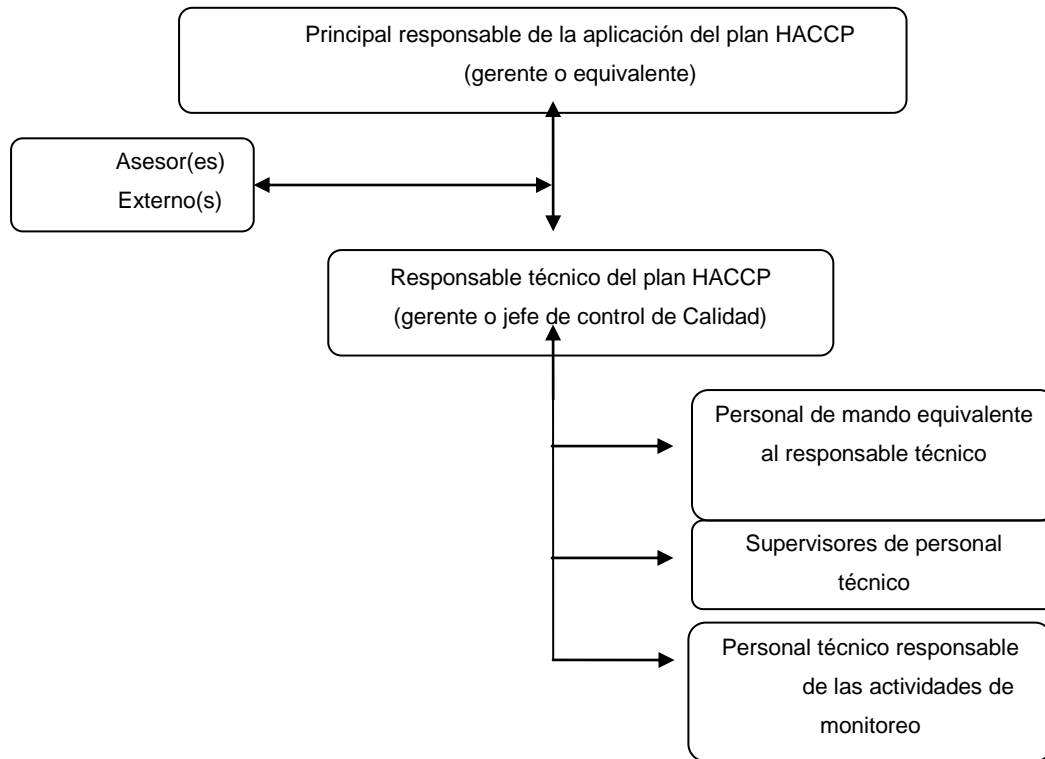 Principal responsable de la aplicación del plan HACCP
(gerente o equivalente)
Asesor(es)
Externo(s)
Responsable técnico del plan HACCP
(gerente o jefe de control de Calidad)
Personal de mando equivalente
al responsable técnico
Supervisores de personal
técnico
Personal técnico responsable
de las actividades de
monitoreo